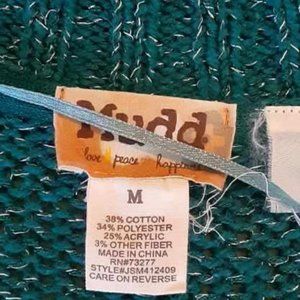 Mudd
love peace happiness
M
38% COTTON
34% POLYESTER
25% ACRYLIC
3% OTHER FIBER
MADE IN CHINA
RN#73277
STYLE#JSM412409
CARE ON REVERSE